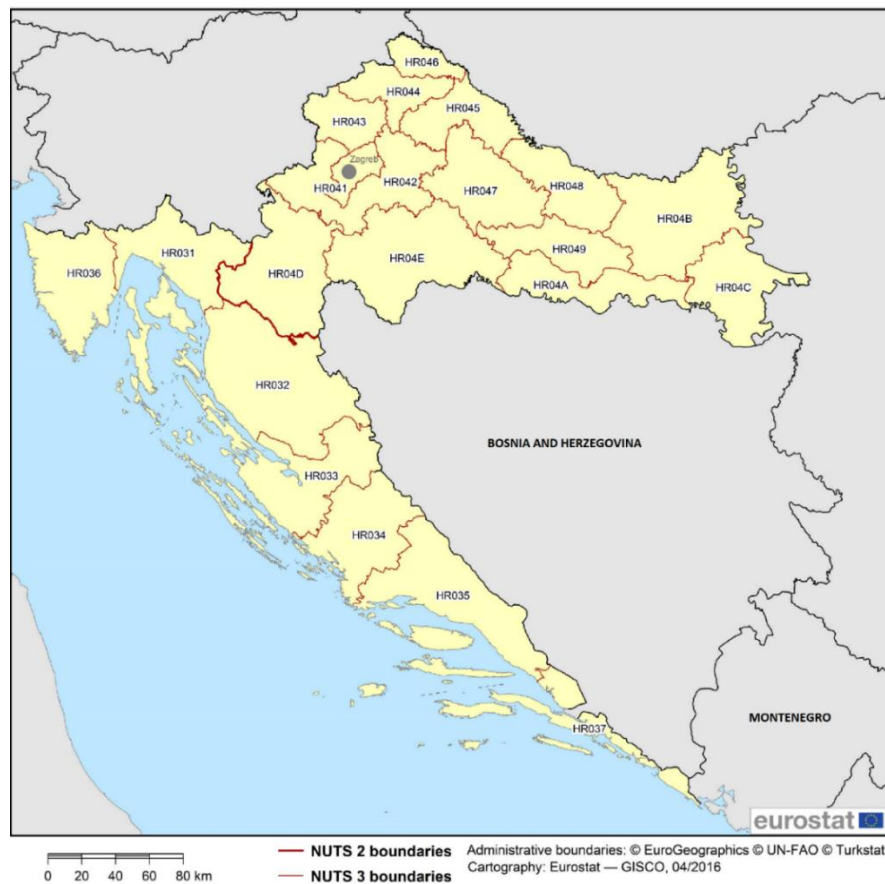 HR046
HR044
HR045
HR043
Zagreb
HR041
HR042
HR047
HR048
HR04B
HR031
HR036
HR04D
HR04E
HR049
HR04A
HR04C
HR032
BOSNIA AND HERZEGOVINA
HR033
HR034
HR035
MONTENEGRO
HR037
eurostat
0 20 40 60 80 km
NUTS 2 boundaries
NUTS 3 boundaries
Administrative boundaries: © EuroGeographics © UN-FAO © Turkstat
Cartography: Eurostat — GISCO, 04/2016